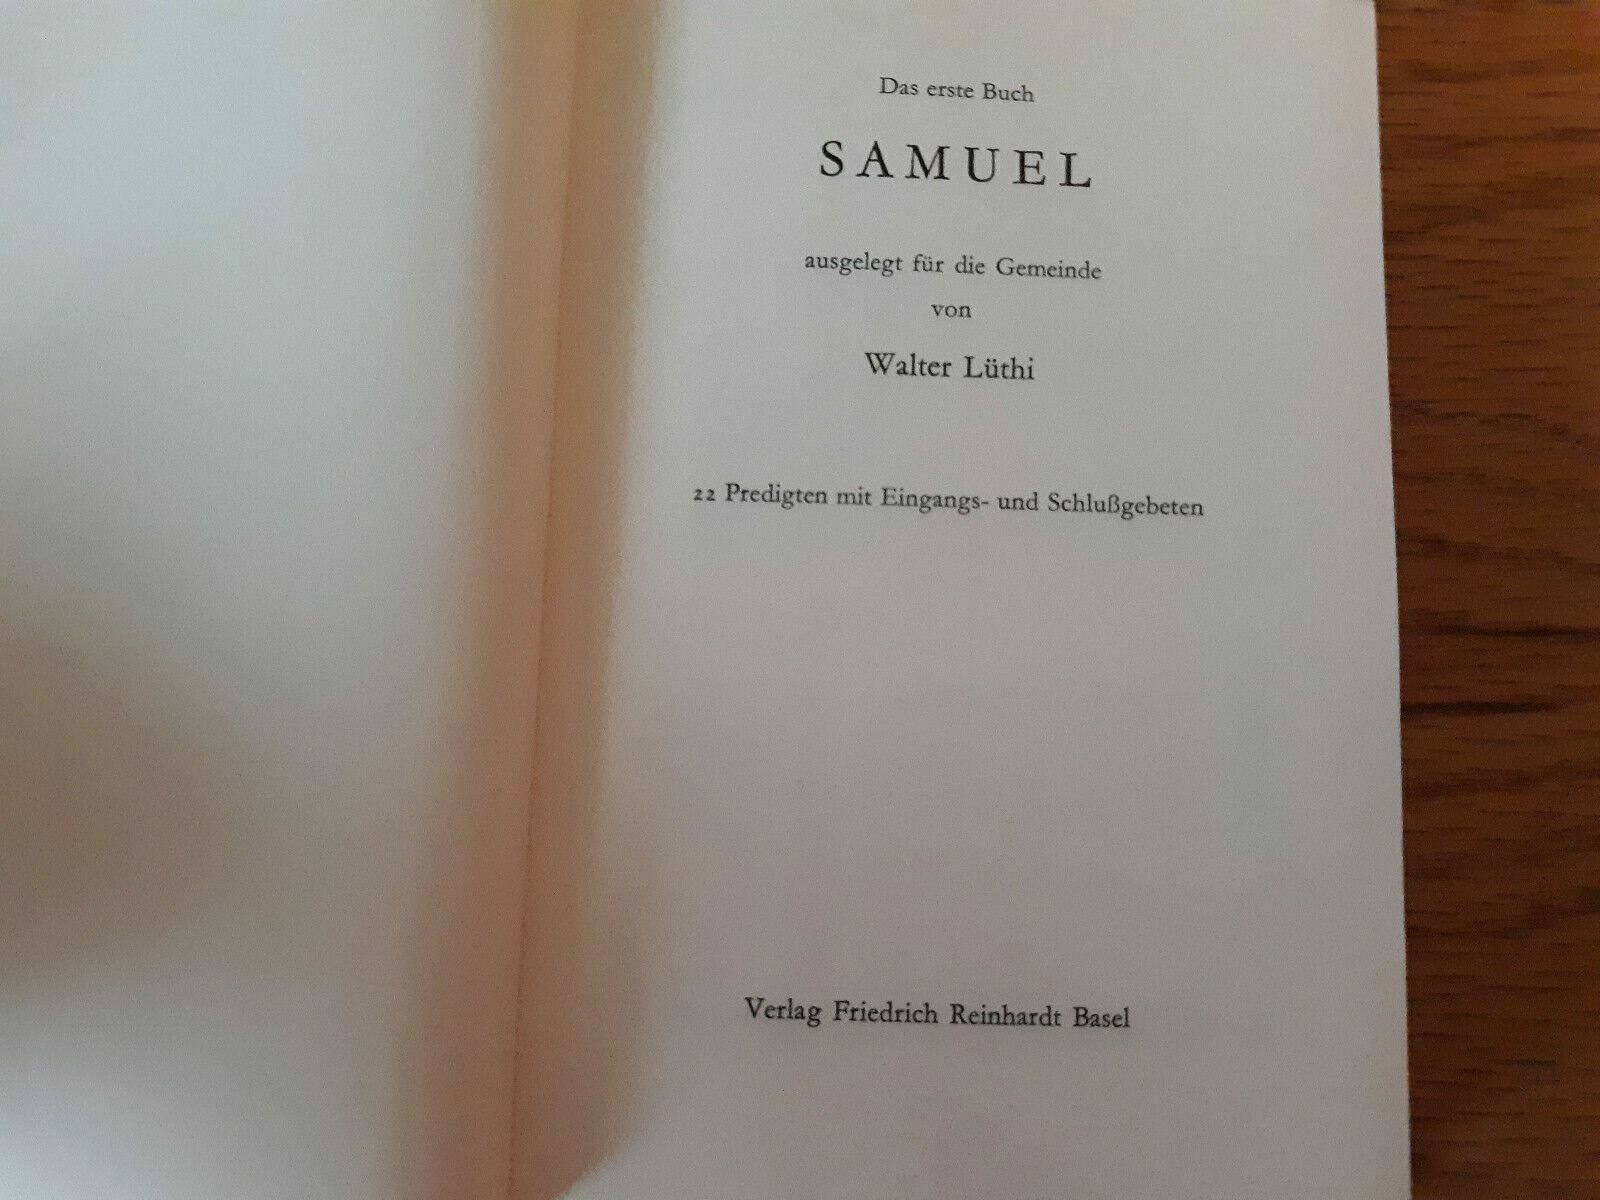 Das erste Buch
SAMUEL
ausgelegt für die Gemeinde
von
Walter Lüthi
22 Predigten mit Eingangs- und Schlußgebeten
Verlag Friedrich Reinhardt Basel